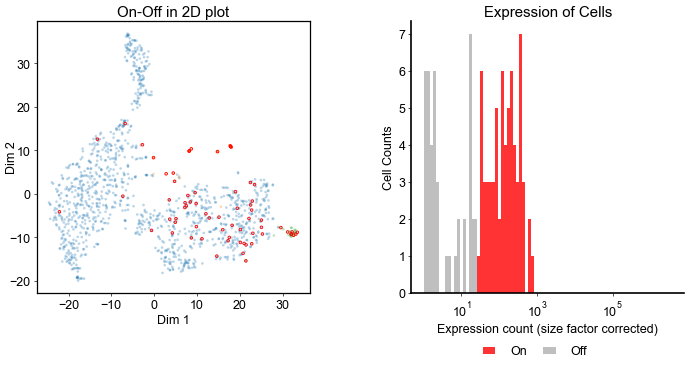 On-Off in 2D plot
30
20
10
0
−10
−20
Dim 2
−20 −10 0 10 20 30
Dim 1
Expression of Cells
7
6
5
4
3
2
1
0
Cell Counts
10^1 10^3 10^5
Expression count (size factor corrected)
On Off